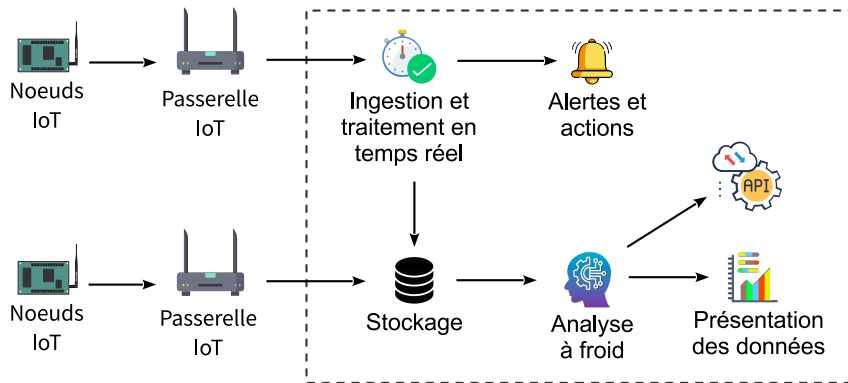 Noeuds
IoT
Passerelle
IoT
Ingestion et
traitement en
temps réel
Alertes et
actions
API
Noeuds
IoT
Passerelle
IoT
Stockage
Analyse
à froid
Présentation
des données